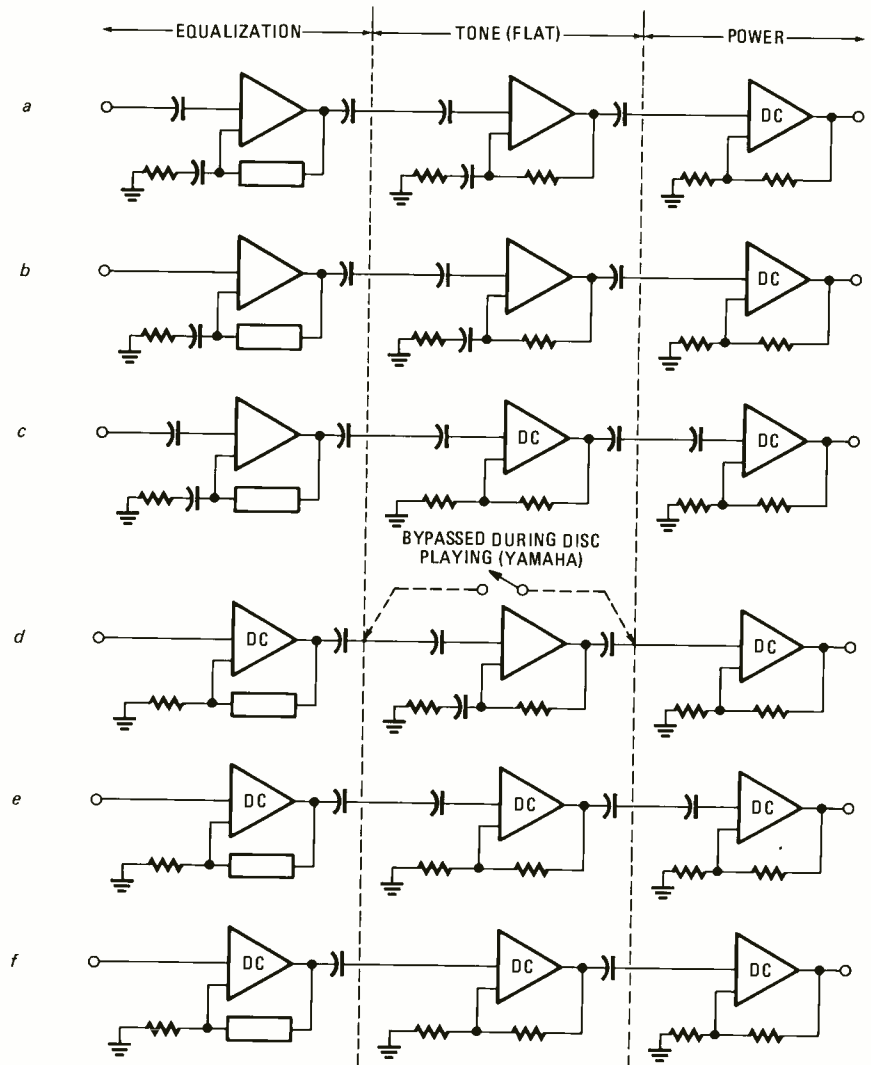 EQUALIZATION TONE (FLAT) POWER
a DC
b DC
c DC DC
BYPASSED DURING DISC
PLAYING (YAMAHA)
d DC DC
e DC DC DC
f DC DC DC